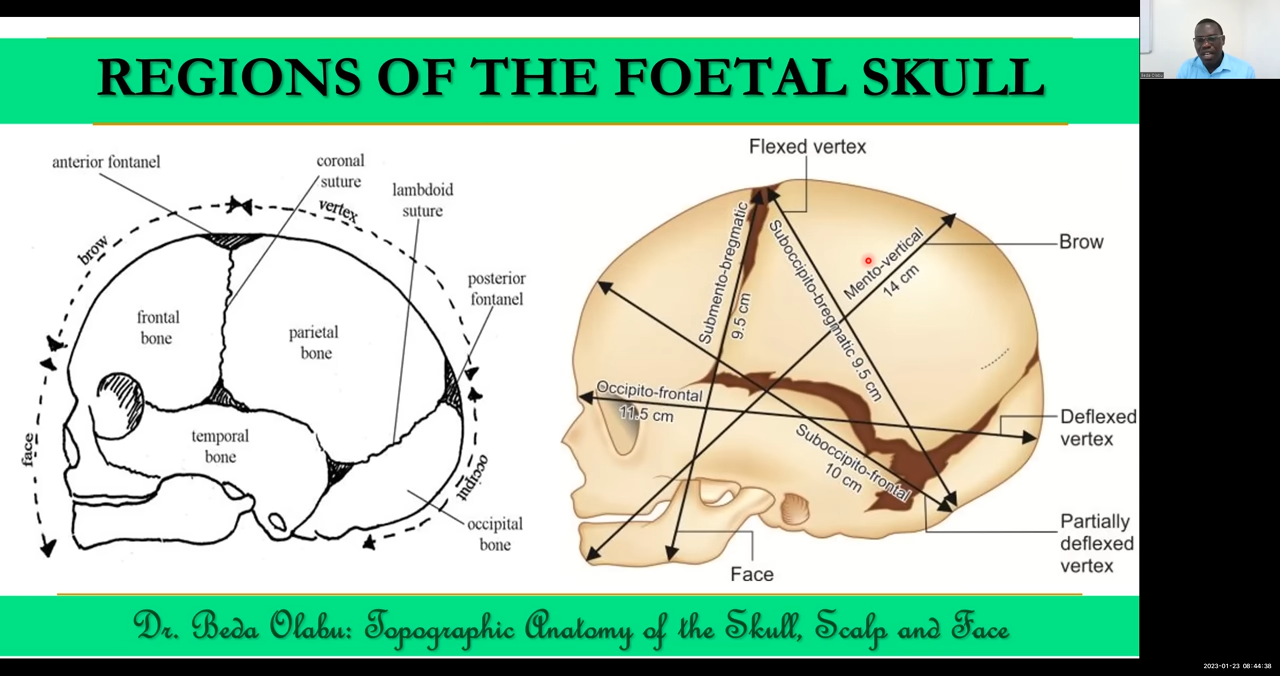 REGIONS OF THE FOETAL SKULL
anterior fontanel
coronal
suture
lambdoid
suture
vertex
brow
posterior
fontanel
frontal
bone
parietal
bone
temporal
bone
face
occiput
occipital
bone
Flexed vertex
Brow
Submento-bregmatic
9.5 cm
Suboccipito-bregmatic 9.5 cm
Mento-vertical
14 cm
Occipito-frontal
11.5 cm
Suboccipito-frontal
10 cm
Deflexed
vertex
Partially
deflexed
vertex
Face
Dr. Beda Olabu: Topographic Anatomy of the Skull, Scalp and Face
Beda Olabu
2023-01-23 08:44:38